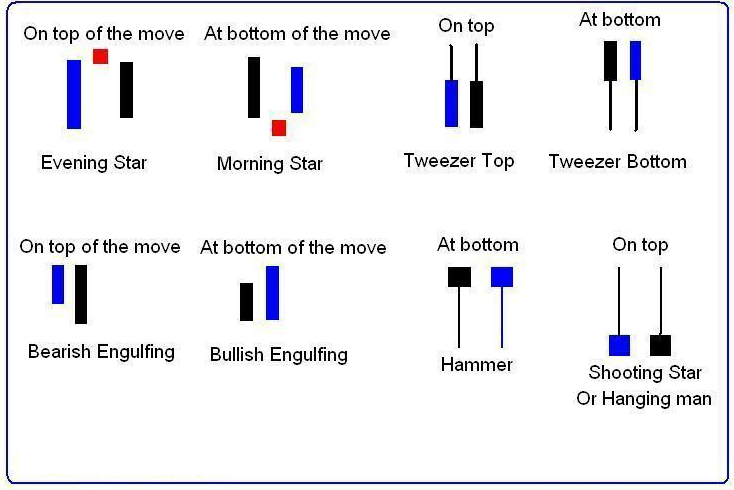 On top of the move
At bottom of the move
On top
At bottom
Evening Star
Morning Star
Tweezer Top
Tweezer Bottom
On top of the move
At bottom of the move
At bottom
On top
Bearish Engulfing
Bullish Engulfing
Hammer
Shooting Star
Or Hanging man